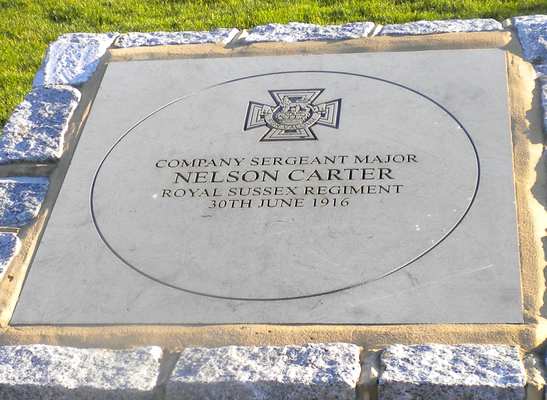 COMPANY SERGEANT MAJOR
NELSON CARTER
ROYAL SUSSEX REGIMENT
30TH JUNE 1916